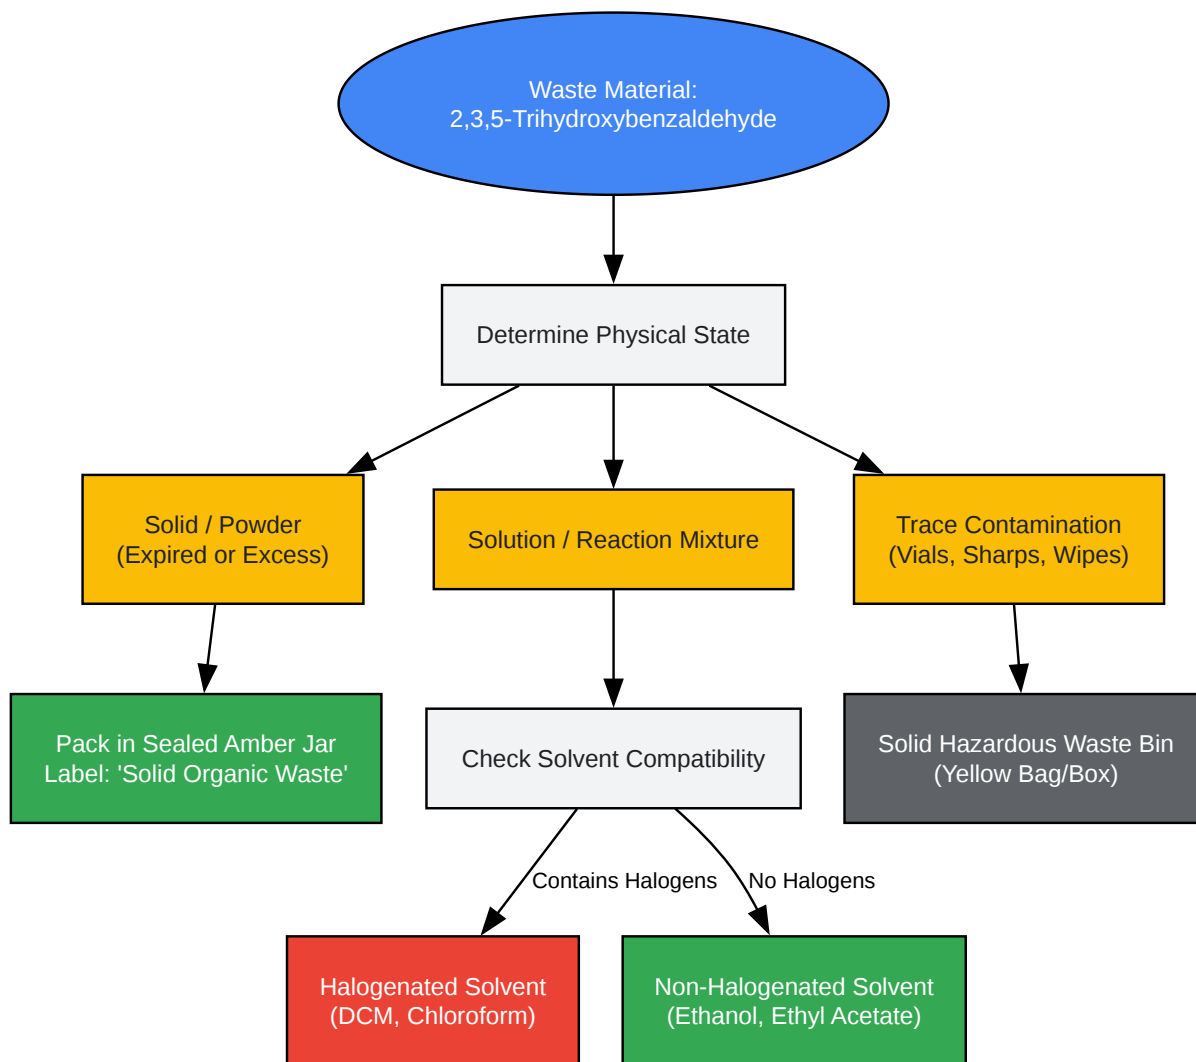 Waste Material:
2,3,5-Trihydroxybenzaldehyde
Determine Physical State
Solid / Powder
(Expired or Excess)
Solution / Reaction Mixture
Trace Contamination
(Vials, Sharps, Wipes)
Pack in Sealed Amber Jar
Label: 'Solid Organic Waste'
Check Solvent Compatibility
Solid Hazardous Waste Bin
(Yellow Bag/Box)
Contains Halogens
No Halogens
Halogenated Solvent
(DCM, Chloroform)
Non-Halogenated Solvent
(Ethanol, Ethyl Acetate)